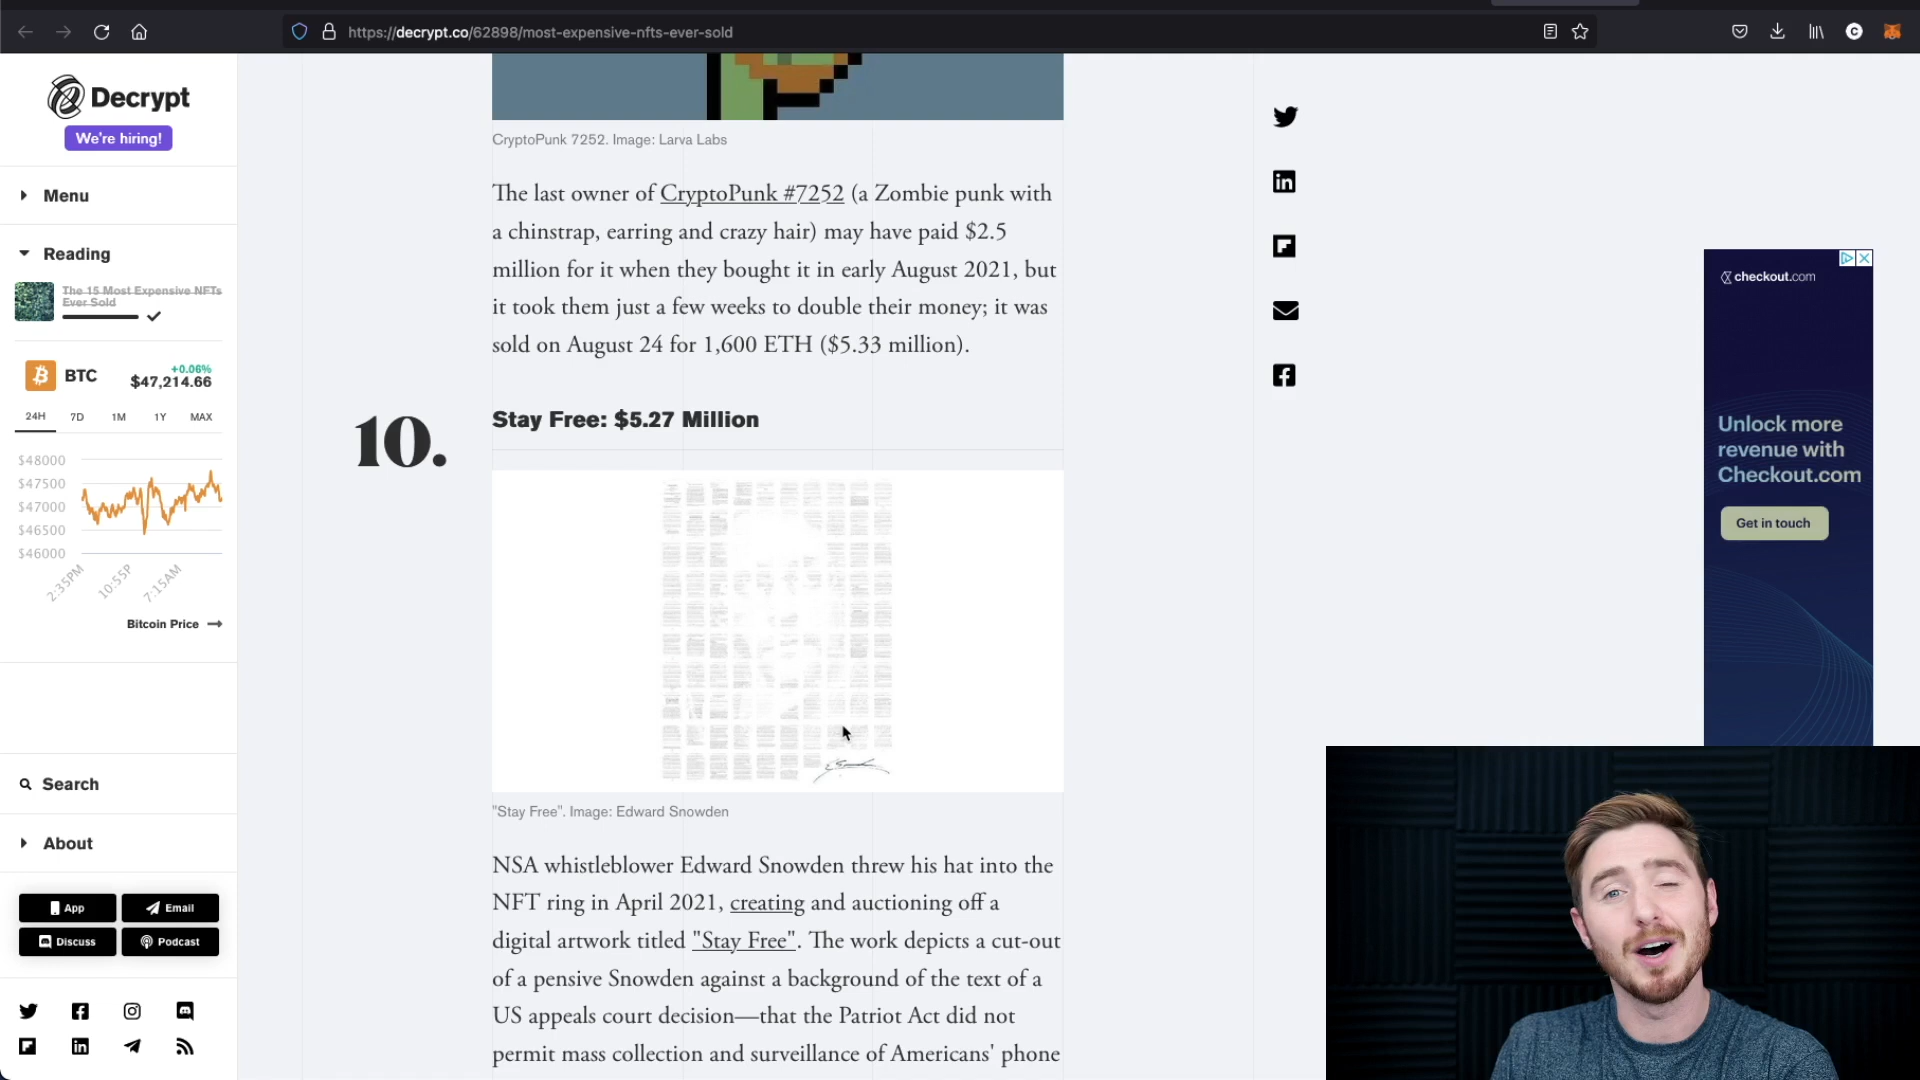 https://decrypt.co/62898/most-expensive-nfts-ever-sold
Decrypt
We're hiring!
Menu
Reading
The 15 Most Expensive NFTs
Ever Sold
BTC
+0.06%
$47,214.66
24H 7D 1M 1Y MAX
$48000
$47500
$47000
$46500
$46000
2:35PM 10:55P 7:15AM
Bitcoin Price
Search
About
App Email
Discuss Podcast
CryptoPunk 7252. Image: Larva Labs
The last owner of CryptoPunk #7252 (a Zombie punk with
a chinstrap, earring and crazy hair) may have paid $2.5
million for it when they bought it in early August 2021, but
it took them just a few weeks to double their money; it was
sold on August 24 for 1,600 ETH ($5.33 million).
10.
Stay Free: $5.27 Million
"Stay Free". Image: Edward Snowden
NSA whistleblower Edward Snowden threw his hat into the
NFT ring in April 2021, creating and auctioning off a
digital artwork titled "Stay Free". The work depicts a cut-out
of a pensive Snowden against a background of the text of a
US appeals court decision—that the Patriot Act did not
permit mass collection and surveillance of Americans' phone
checkout.com
Unlock more
revenue with
Checkout.com
Get in touch